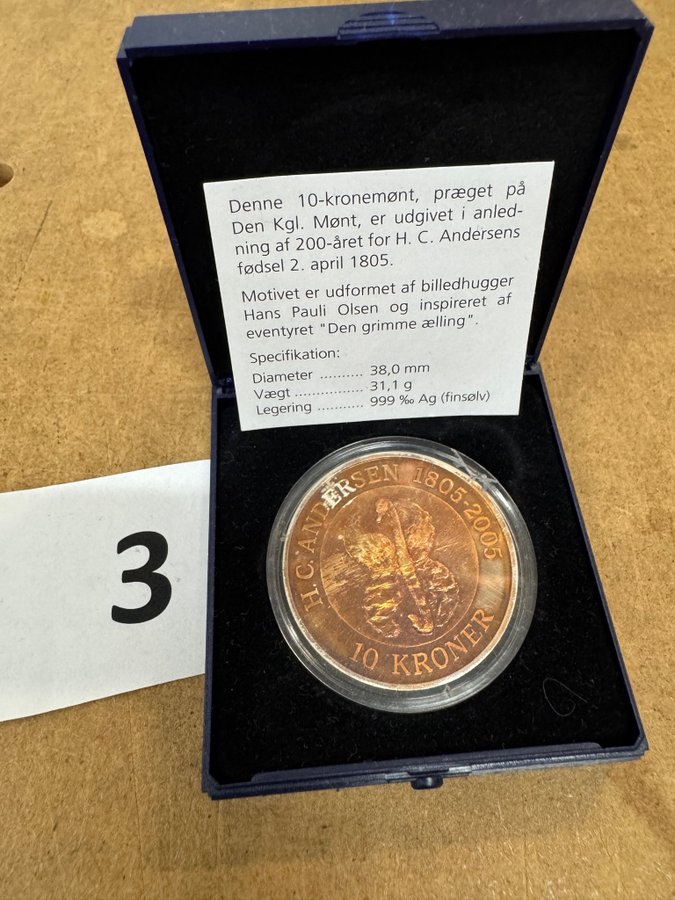 Denne 10-kronemønt, præget på
Den Kgl. Mønt, er udgivet i anled-
ning af 200-året for H. C. Andersens
fødsel 2. april 1805.
Motivet er udformet af billedhugger
Hans Pauli Olsen og inspireret af
eventyret "Den grimme ælling".
Specifikation:
Diameter .......... 38,0 mm
Vægt ................ 31,1 g
Legering ........... 999 ‰ Ag (finsølv)
3
H.C. ANDERSEN 1805-2005
10 KRONER